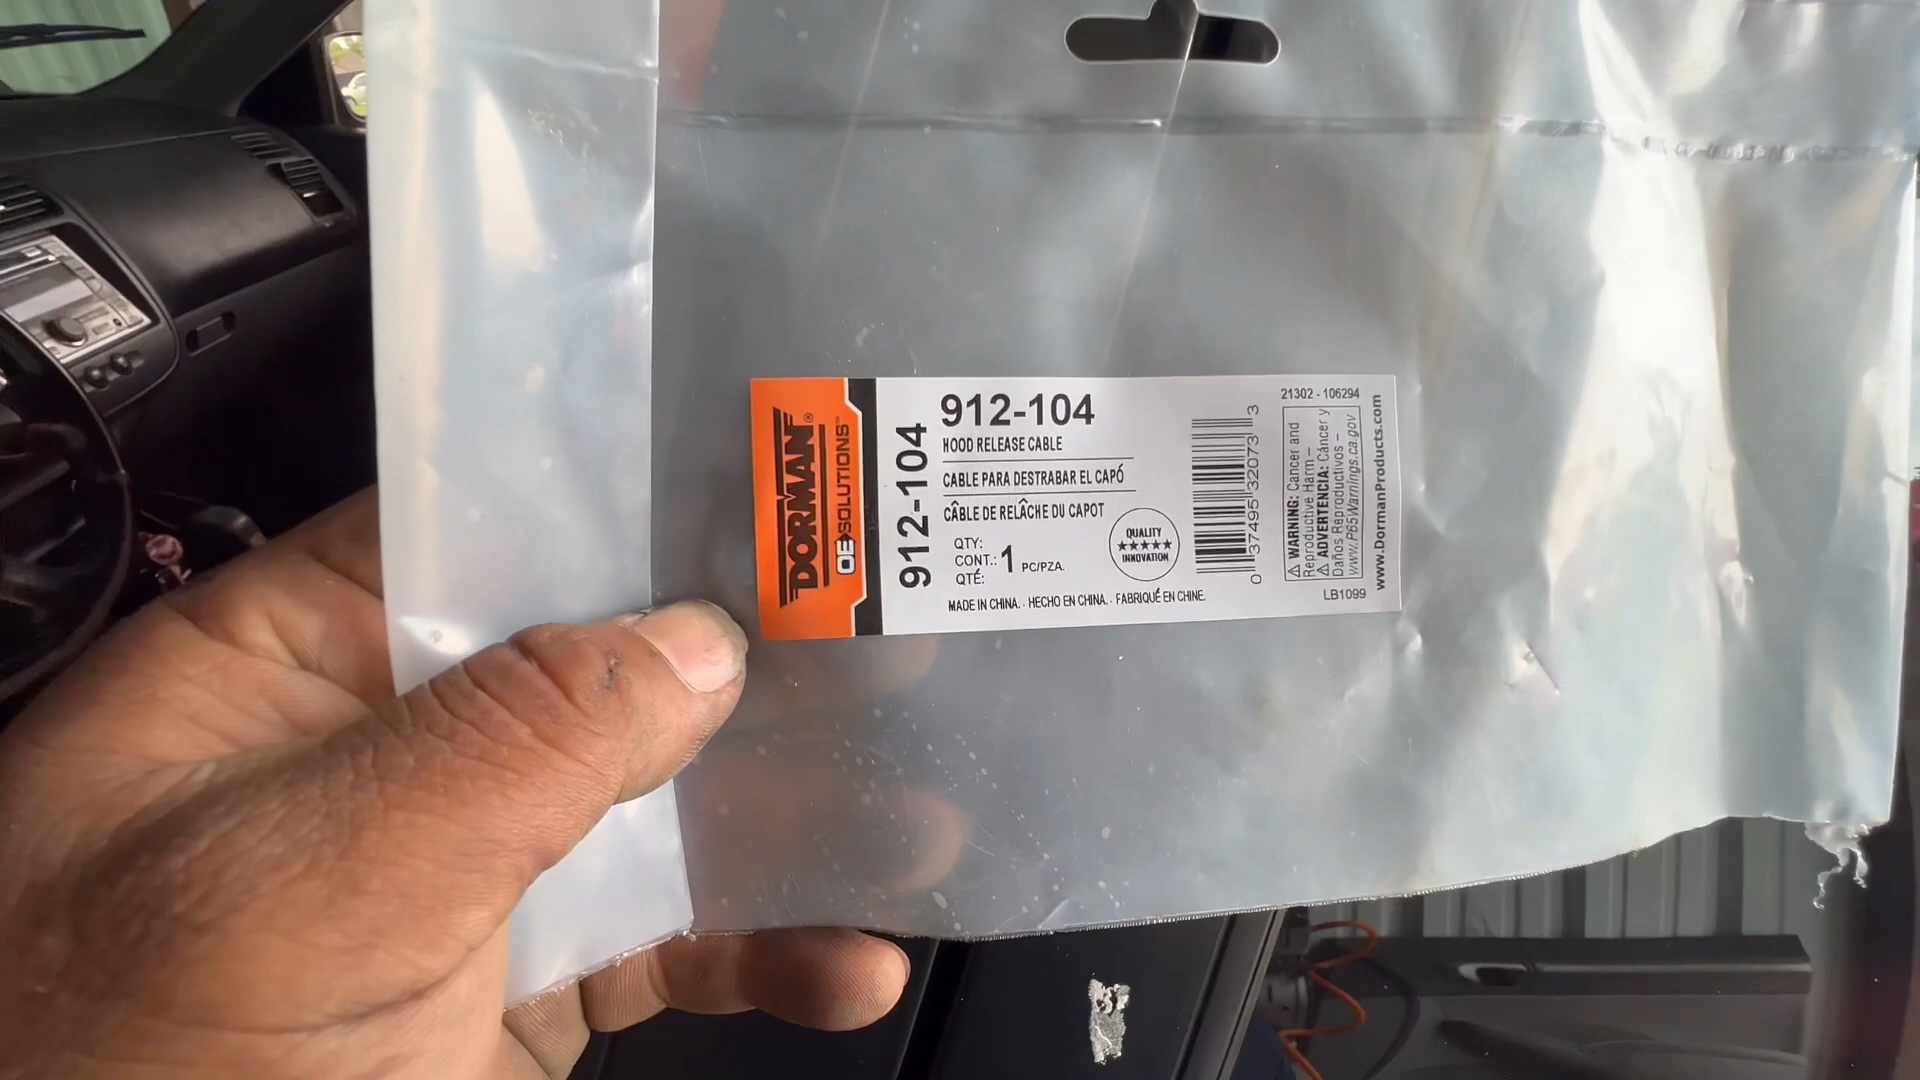 DORMAN®
OE SOLUTIONS™
912-104
912-104
HOOD RELEASE CABLE
CABLE PARA DESTRABAR EL CAPÓ
CÂBLE DE RELÂCHE DU CAPOT
QTY:
CONT.: 1 PC/PZA.
QTÉ:
QUALITY
INNOVATION
MADE IN CHINA. · HECHO EN CHINA. · FABRIQUÉ EN CHINE.
0 37495 32073 3
21302 - 106294
⚠ WARNING: Cancer and
Reproductive Harm –
⚠ ADVERTENCIA: Cáncer y
Daños Reproductivos –
www.P65Warnings.ca.gov
LB1099
www.DormanProducts.com